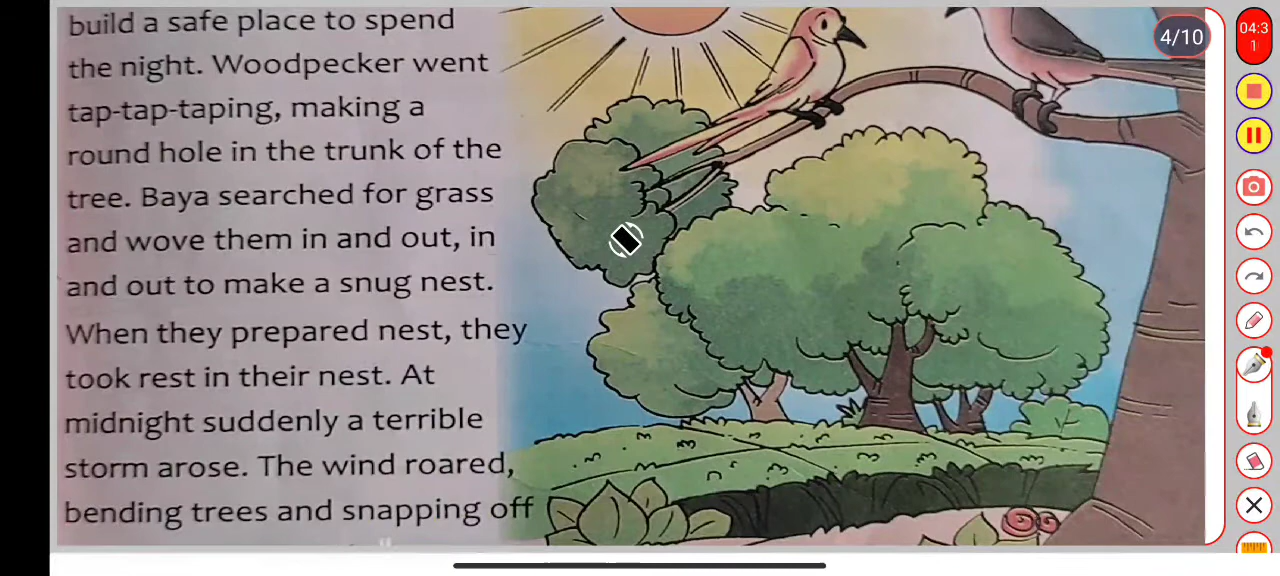 build a safe place to spend
the night. Woodpecker went
tap-tap-taping, making a
round hole in the trunk of the
tree. Baya searched for grass
and wove them in and out, in
and out to make a snug nest.
When they prepared nest, they
took rest in their nest. At
midnight suddenly a terrible
storm arose. The wind roared,
bending trees and snapping off
4/10
04:3
1